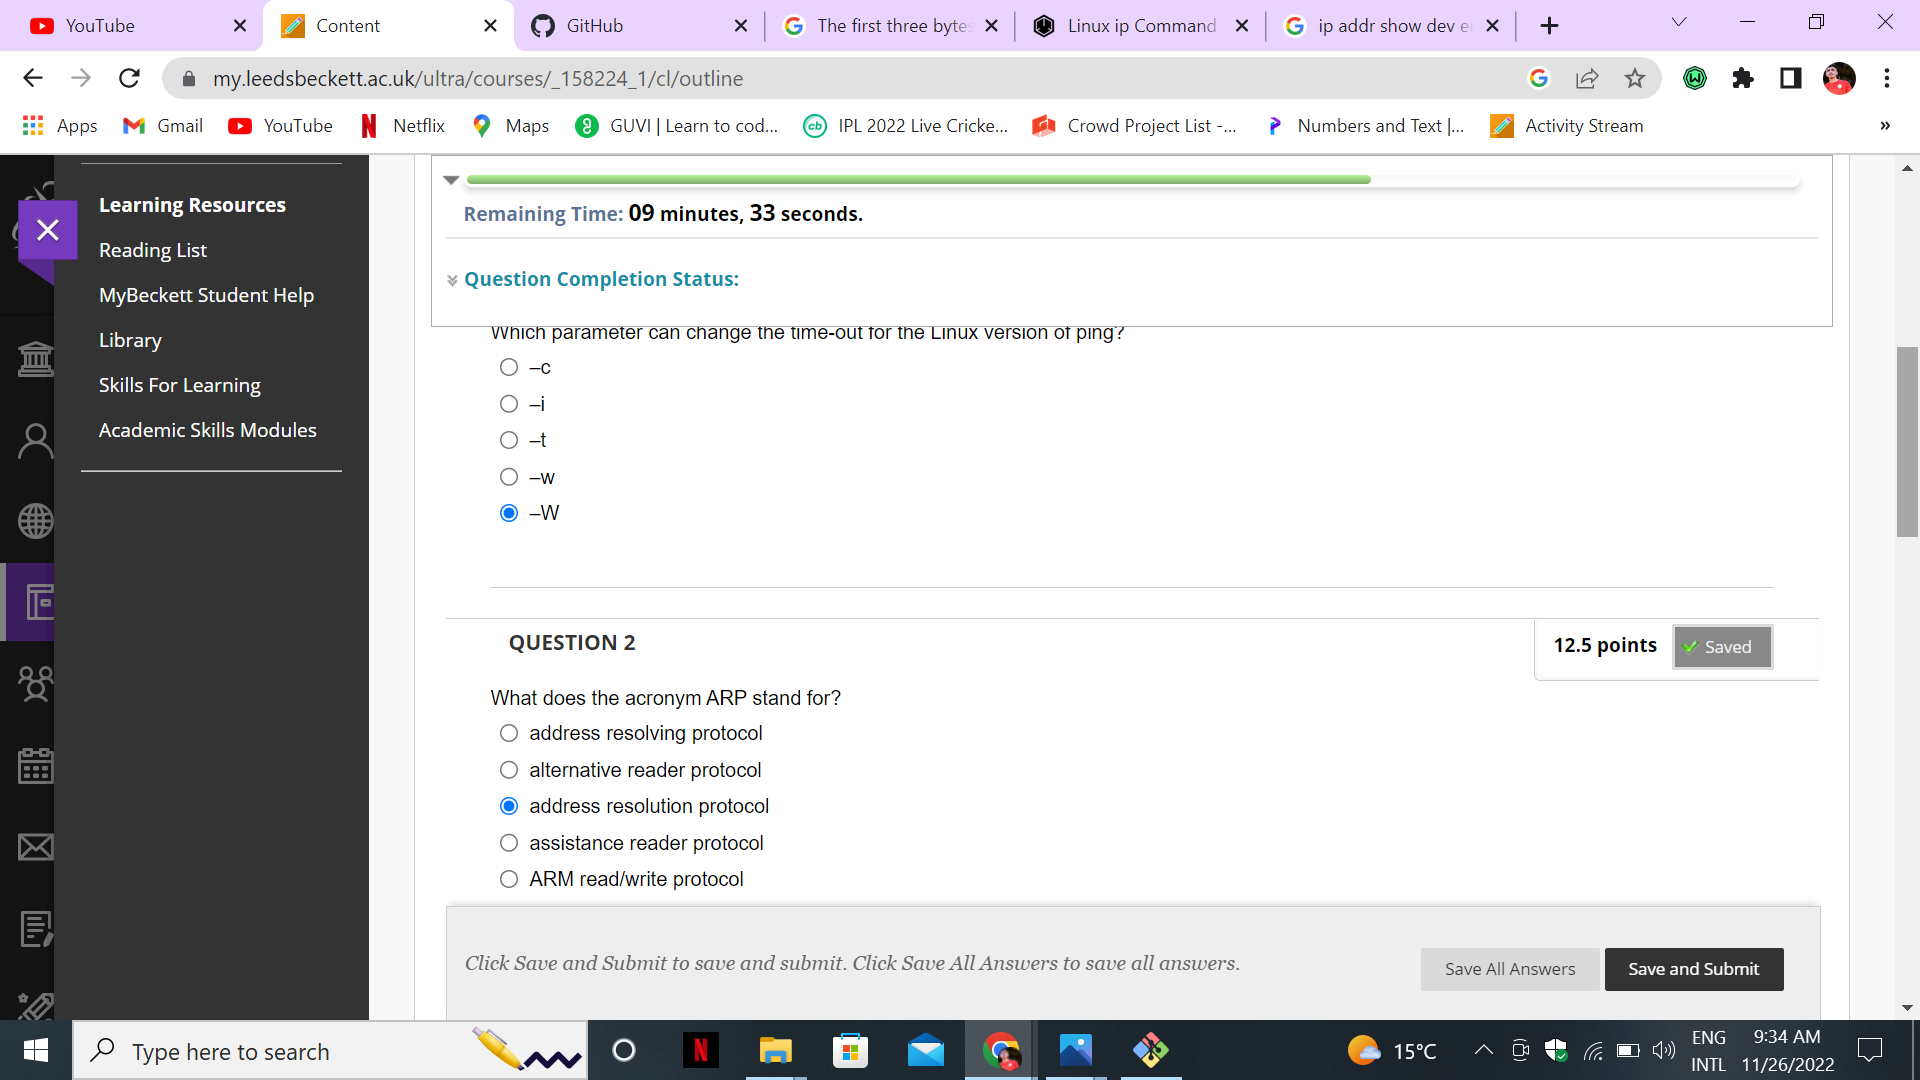 YouTube
Content
GitHub
The first three bytes
Linux ip Command
ip addr show dev e
my.leedsbeckett.ac.uk/ultra/courses/_158224_1/cl/outline
Apps
Gmail
YouTube
Netflix
Maps
GUVI | Learn to cod...
cb
IPL 2022 Live Cricke...
Crowd Project List -...
Numbers and Text |...
Activity Stream
»
Learning Resources
Reading List
MyBeckett Student Help
Library
Skills For Learning
Academic Skills Modules
Remaining Time: 09 minutes, 33 seconds.
Question Completion Status:
Which parameter can change the time-out for the Linux version of ping?
–c
–i
–t
–w
–W
QUESTION 2
12.5 points
Saved
What does the acronym ARP stand for?
address resolving protocol
alternative reader protocol
address resolution protocol
assistance reader protocol
ARM read/write protocol
Click Save and Submit to save and submit. Click Save All Answers to save all answers.
Save All Answers
Save and Submit
Type here to search
15°C
ENG
INTL
9:34 AM
11/26/2022